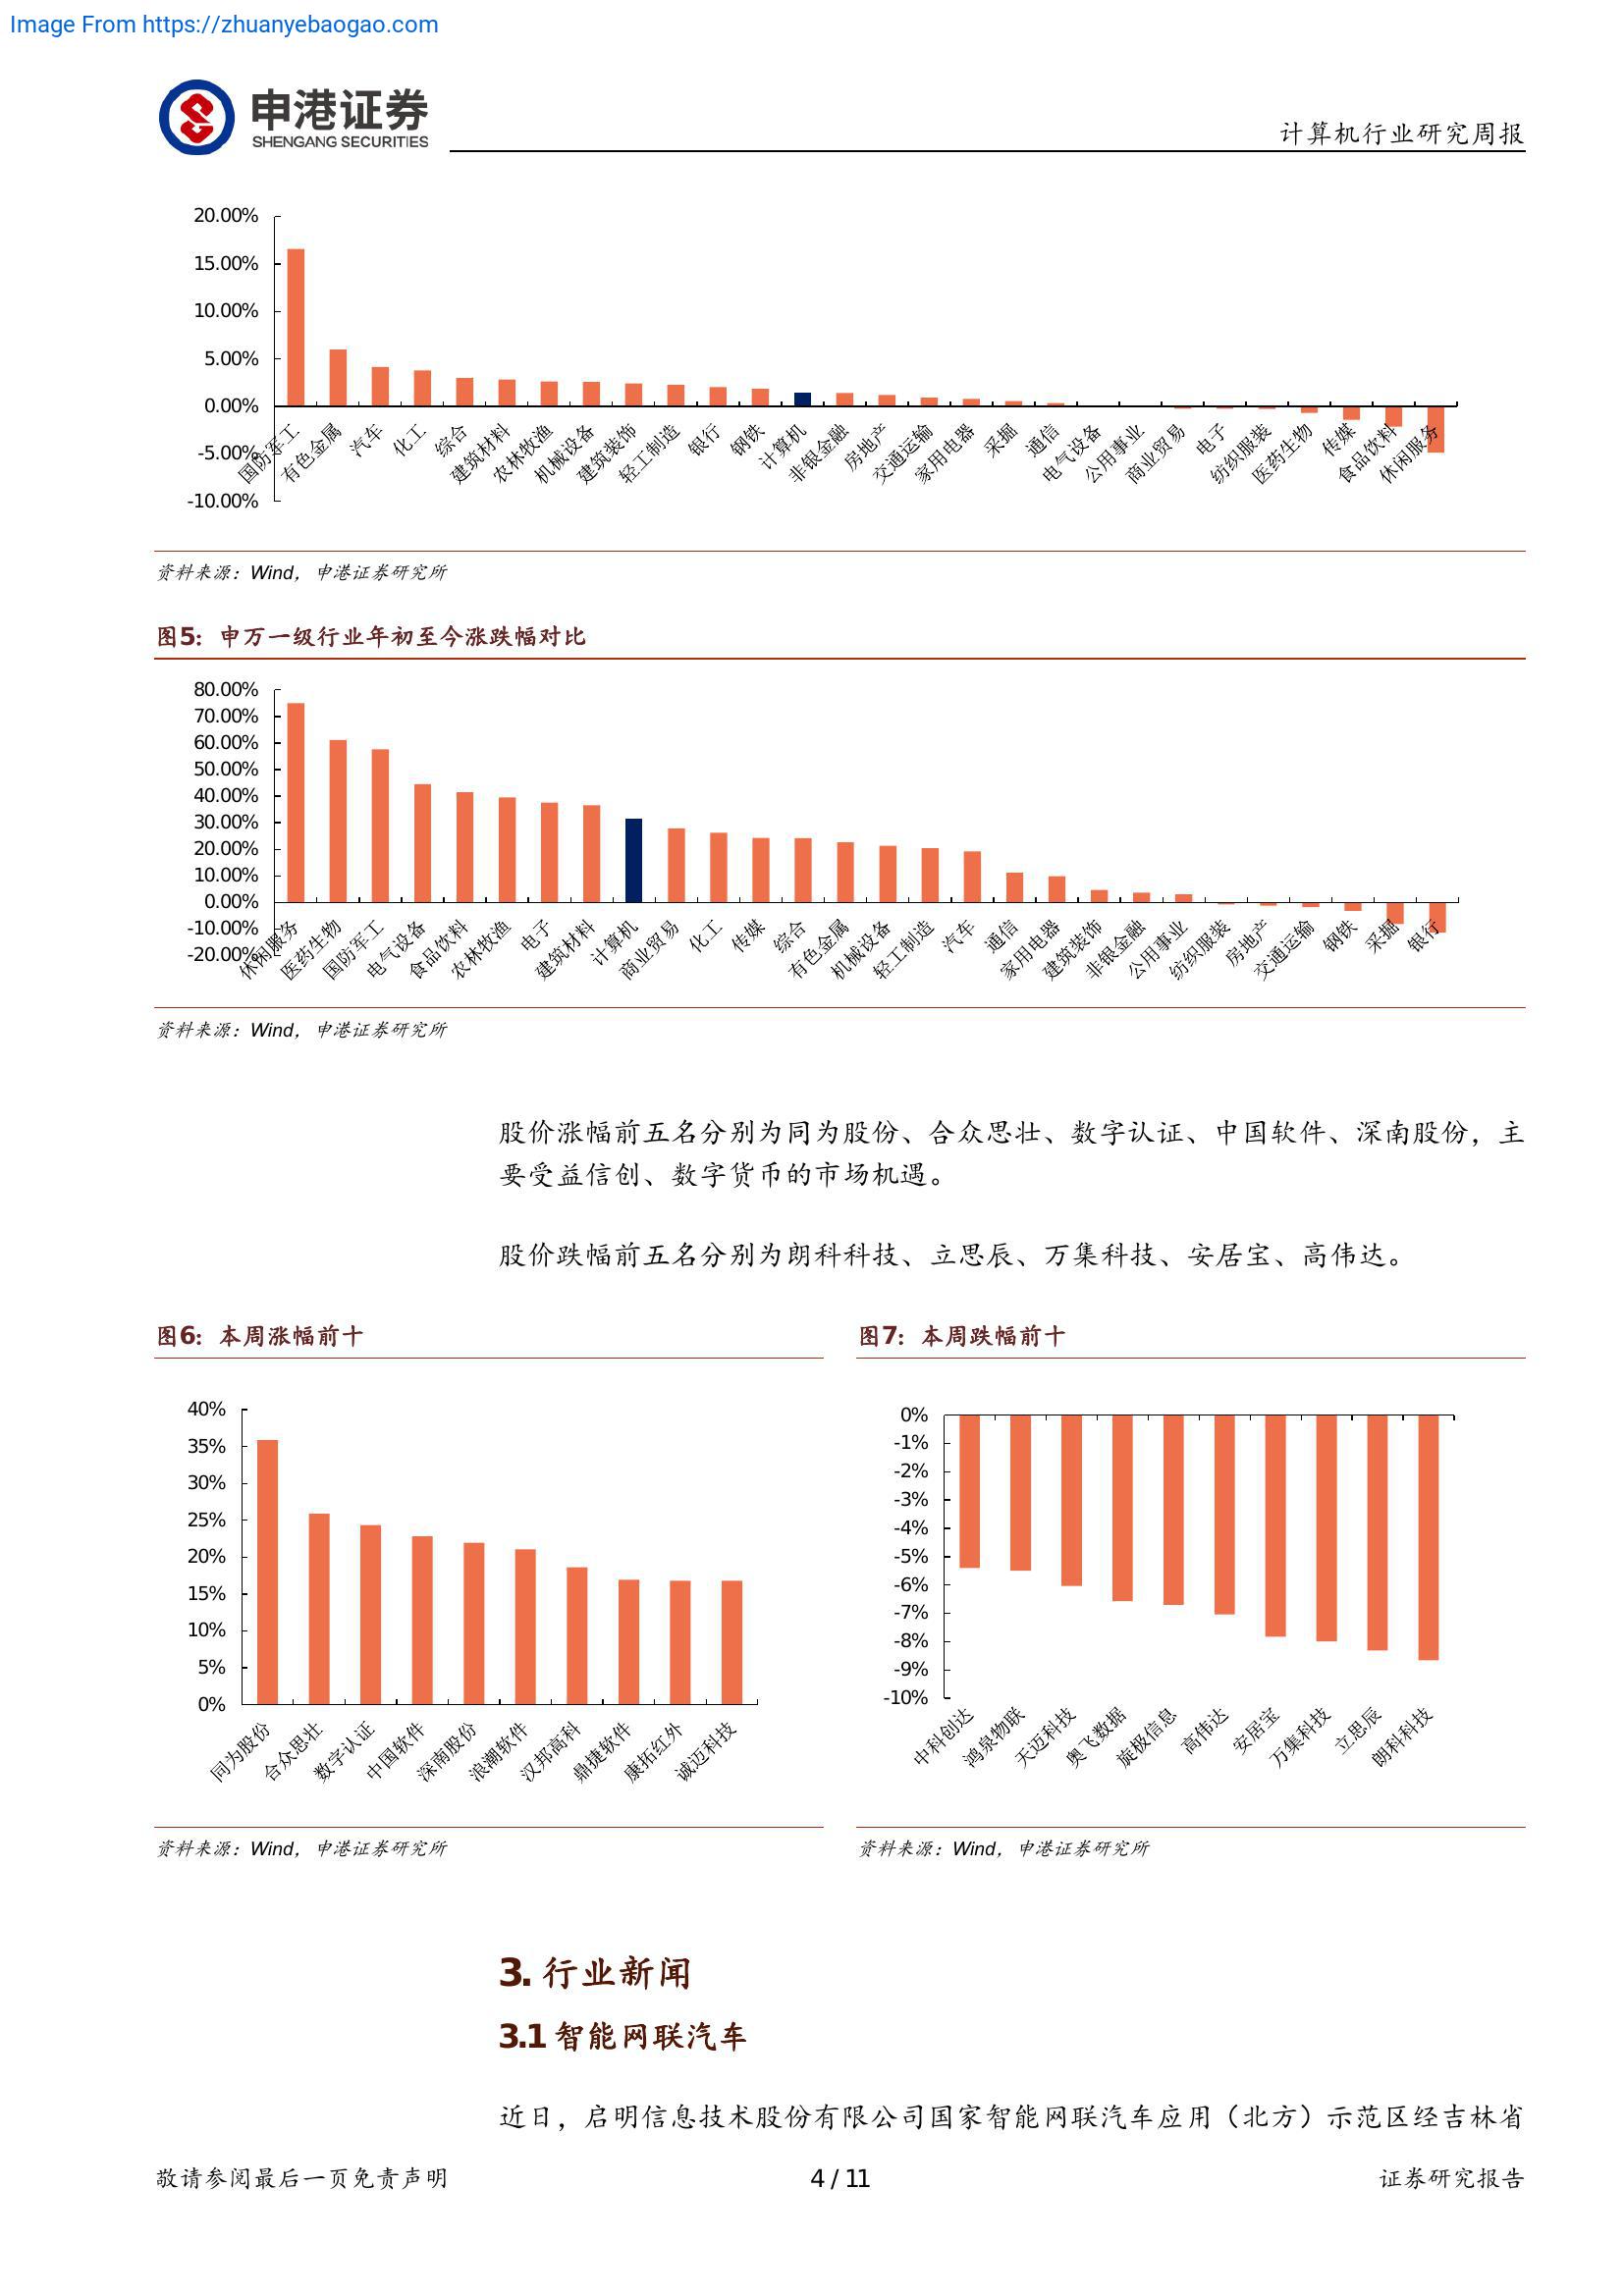 Image From https://zhuanyebaogao.com
申港证券
SHENGANG SECURITIES
计算机行业研究周报
20.00%
15.00%
10.00%
5.00%
0.00%
-5.00%
-10.00%
国防军工 有色金属 汽车 化工 综合 建筑材料 农林牧渔 机械设备 建筑装饰 轻工制造 银行 钢铁 计算机 非银金融 房地产 交通运输 家用电器 采掘 通信 电气设备 公用事业 商业贸易 电子 纺织服装 医药生物 传媒 食品饮料 休闲服务
资料来源：Wind，申港证券研究所
图5：申万一级行业年初至今涨跌幅对比
80.00%
70.00%
60.00%
50.00%
40.00%
30.00%
20.00%
10.00%
0.00%
-10.00%
-20.00%
休闲服务 医药生物 国防军工 电气设备 食品饮料 农林牧渔 电子 建筑材料 计算机 商业贸易 化工 传媒 综合 有色金属 机械设备 轻工制造 汽车 通信 家用电器 建筑装饰 非银金融 公用事业 纺织服装 房地产 交通运输 钢铁 采掘 银行
资料来源：Wind，申港证券研究所
股价涨幅前五名分别为同为股份、合众思壮、数字认证、中国软件、深南股份，主
要受益信创、数字货币的市场机遇。
股价跌幅前五名分别为朗科科技、立思辰、万集科技、安居宝、高伟达。
图6：本周涨幅前十
40%
35%
30%
25%
20%
15%
10%
5%
0%
同为股份 合众思壮 数字认证 中国软件 深南股份 浪潮软件 汉邦高科 鼎捷软件 康拓红外 诚迈科技
资料来源：Wind，申港证券研究所
图7：本周跌幅前十
0%
-1%
-2%
-3%
-4%
-5%
-6%
-7%
-8%
-9%
-10%
中科创达 鸿泉物联 天迈科技 奥飞数据 旋极信息 高伟达 安居宝 万集科技 立思辰 朗科科技
资料来源：Wind，申港证券研究所
3. 行业新闻
3.1 智能网联汽车
近日，启明信息技术股份有限公司国家智能网联汽车应用（北方）示范区经吉林省
敬请参阅最后一页免责声明
4 / 11
证券研究报告